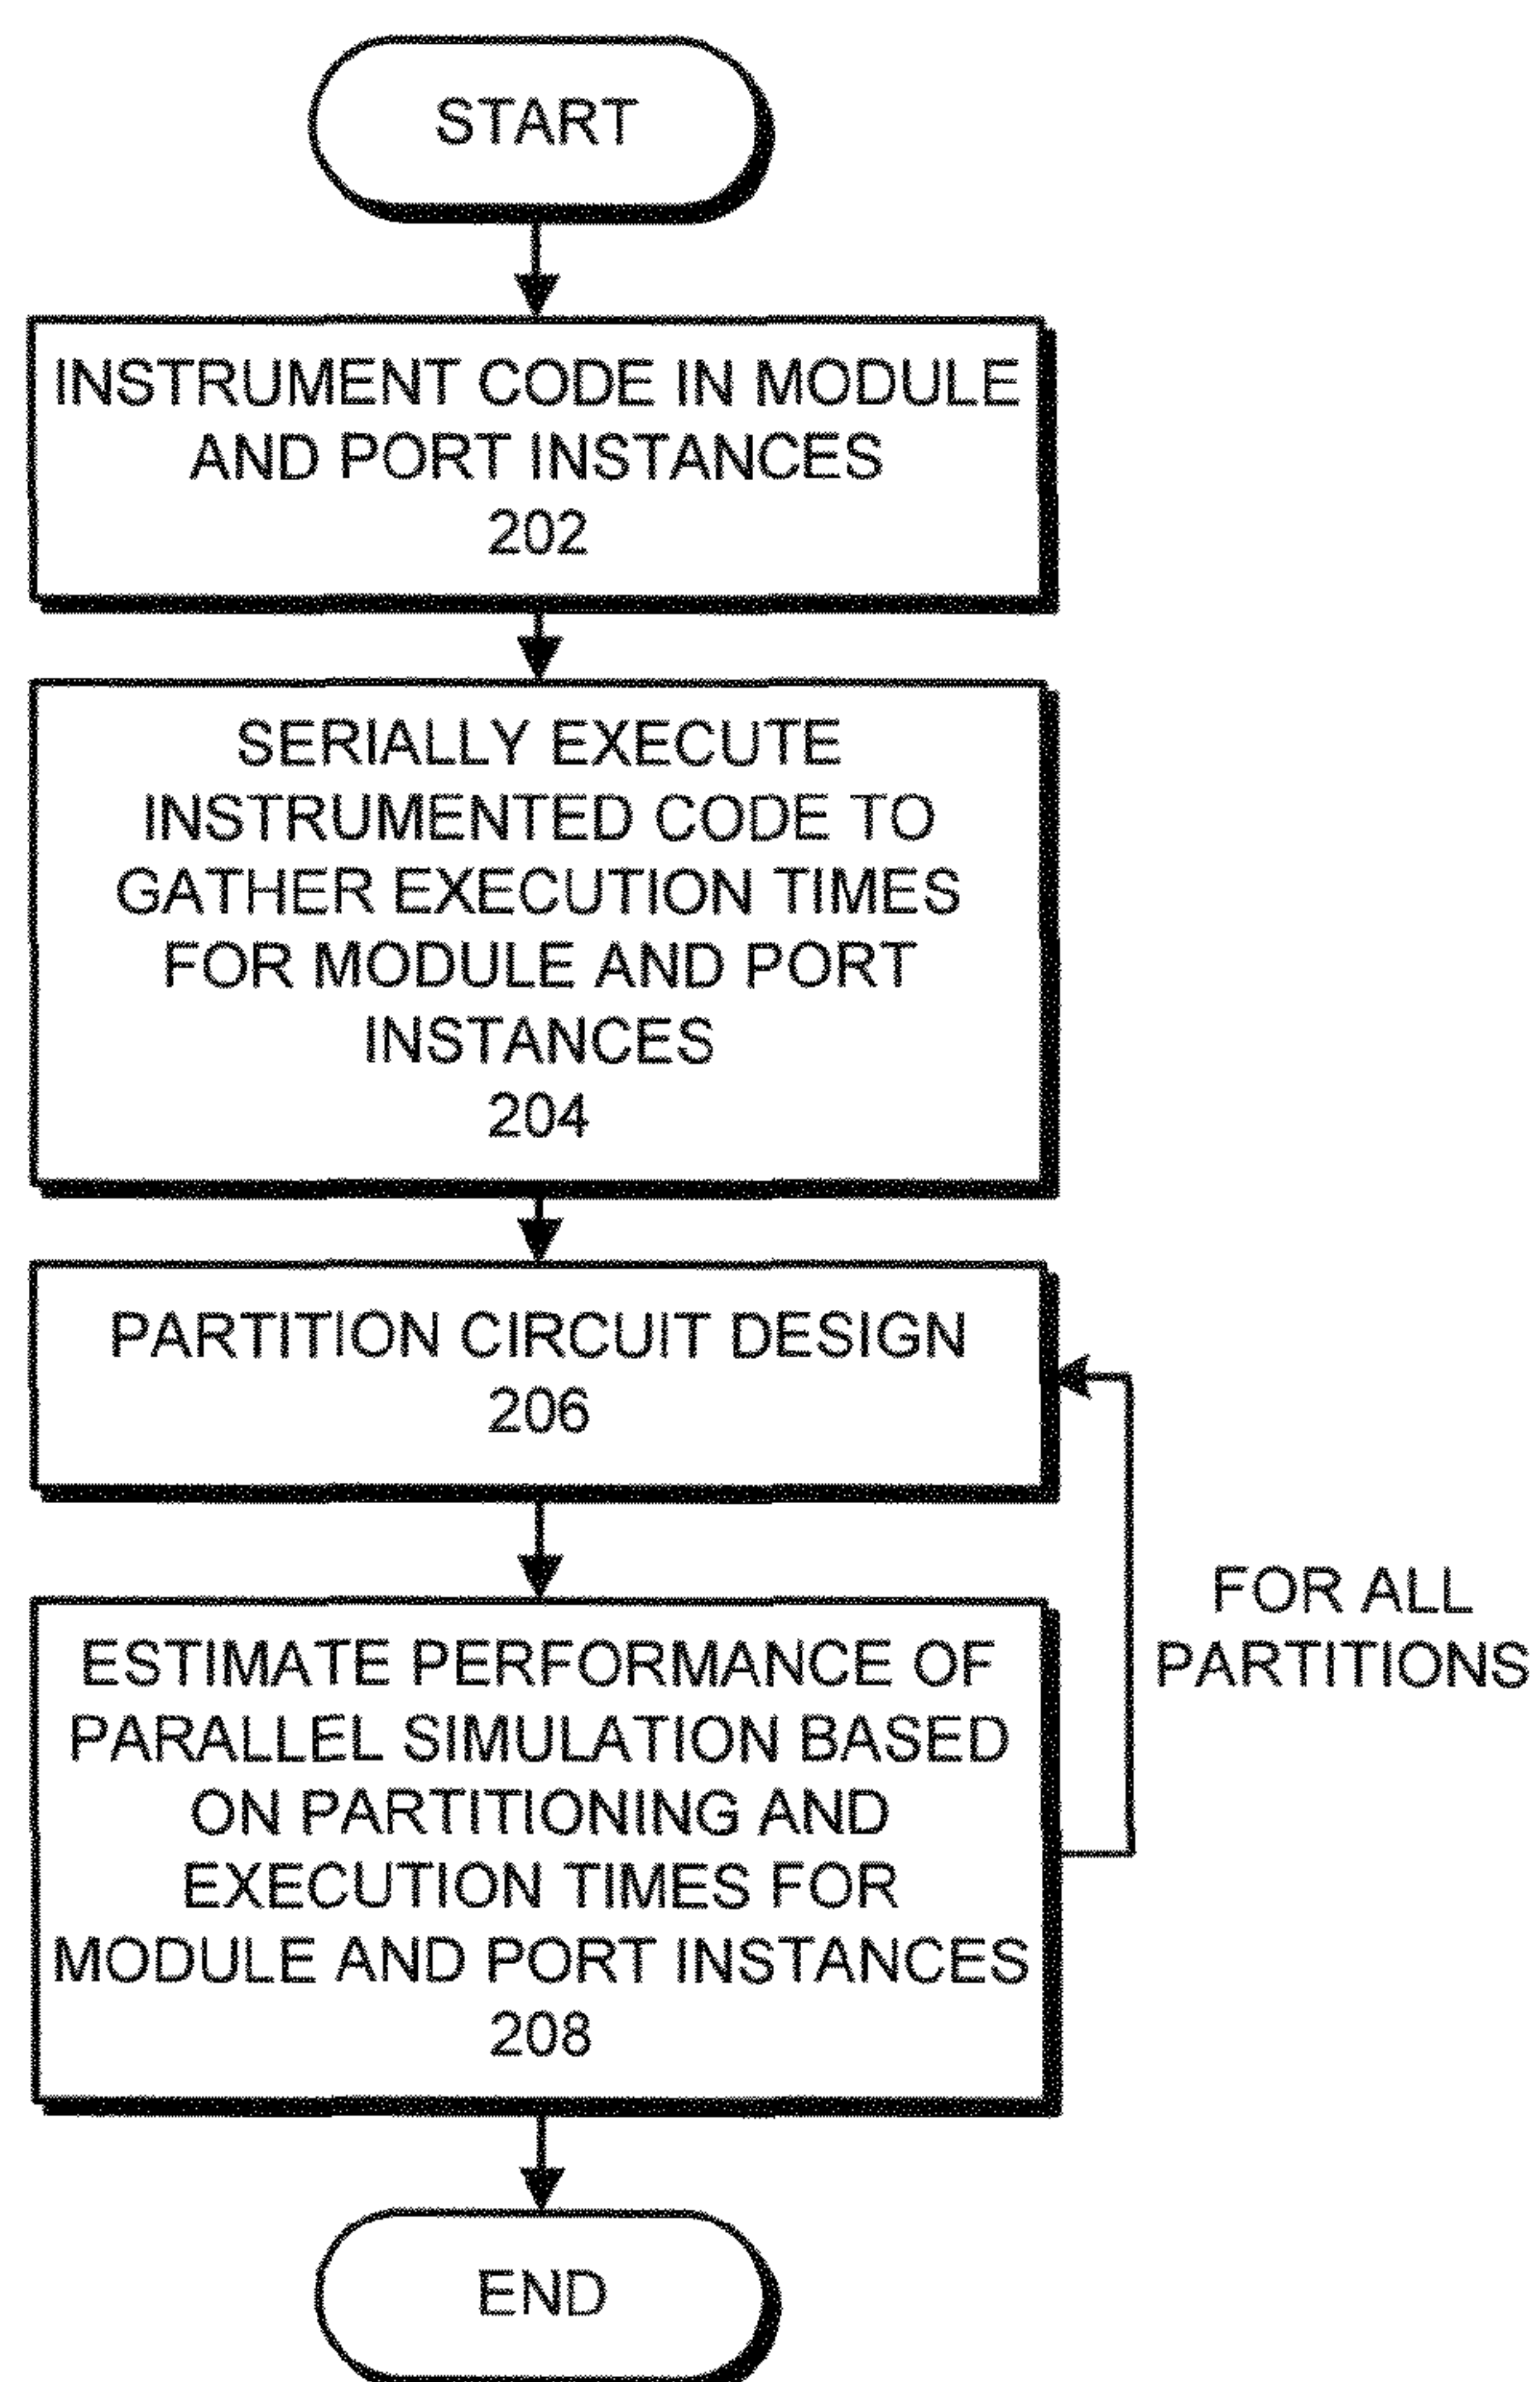 START
INSTRUMENT CODE IN MODULE
AND PORT INSTANCES
202
SERIALLY EXECUTE
INSTRUMENTED CODE TO
GATHER EXECUTION TIMES
FOR MODULE AND PORT
INSTANCES
204
PARTITION CIRCUIT DESIGN
206
ESTIMATE PERFORMANCE OF
PARALLEL SIMULATION BASED
ON PARTITIONING AND
EXECUTION TIMES FOR
MODULE AND PORT INSTANCES
208
FOR ALL
PARTITIONS
END